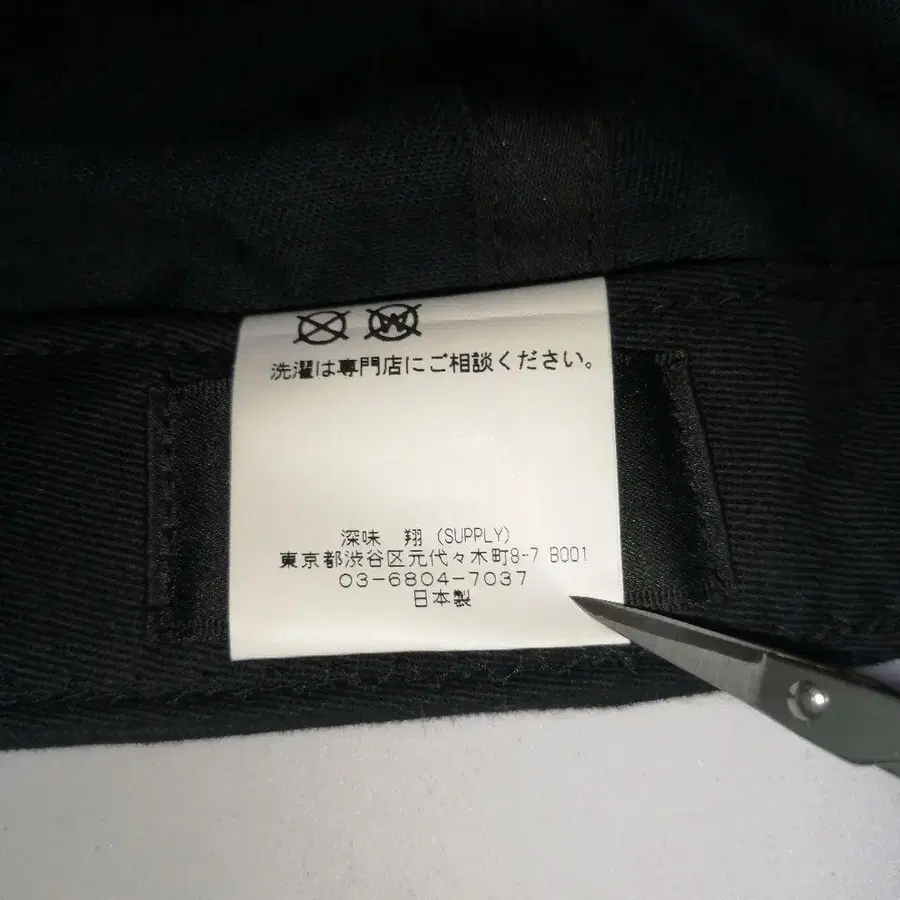 洗濯は専門店にご相談ください。
深味 翔 (SUPPLY)
東京都渋谷区元代々木町8-7 B001
03-6804-7037
日本製